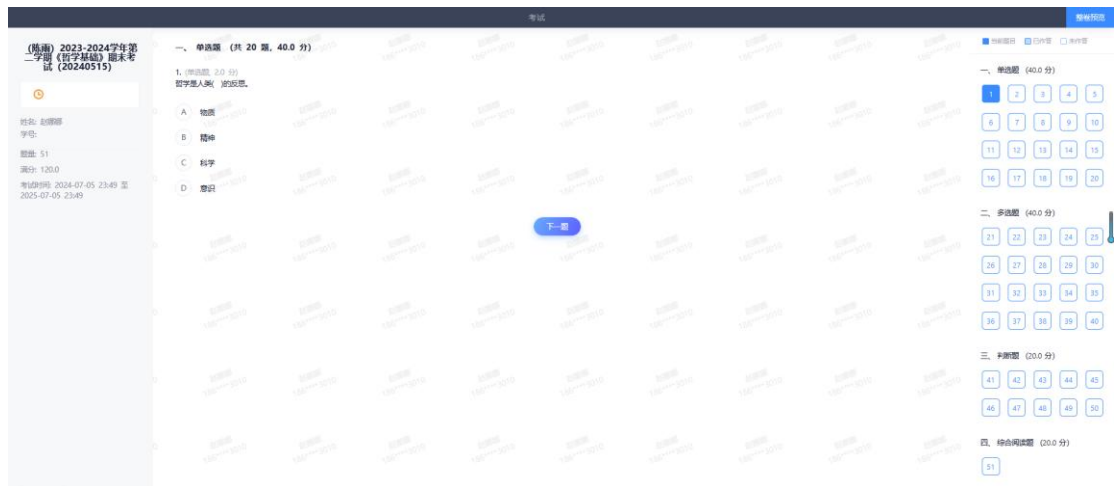 考试
整卷预览
(陈雨) 2023-2024学年第
二学期《哲学基础》期末考
试 (20240515)
姓名: 赵娜娜
学号:
题量: 51
满分: 120.0
考试时间: 2024-07-05 23:49 至
2025-07-05 23:49
一、 单选题 (共 20 题, 40.0 分)
1. (单选题, 2.0 分)
哲学是人类( )的反思。
A 物质
B 精神
C 科学
D 意识
下一题
当前题目 已作答 未作答
一、 单选题 (40.0 分)
1 2 3 4 5
6 7 8 9 10
11 12 13 14 15
16 17 18 19 20
二、 多选题 (40.0 分)
21 22 23 24 25
26 27 28 29 30
31 32 33 34 35
36 37 38 39 40
三、 判断题 (20.0 分)
41 42 43 44 45
46 47 48 49 50
四、 综合阅读题 (20.0 分)
51